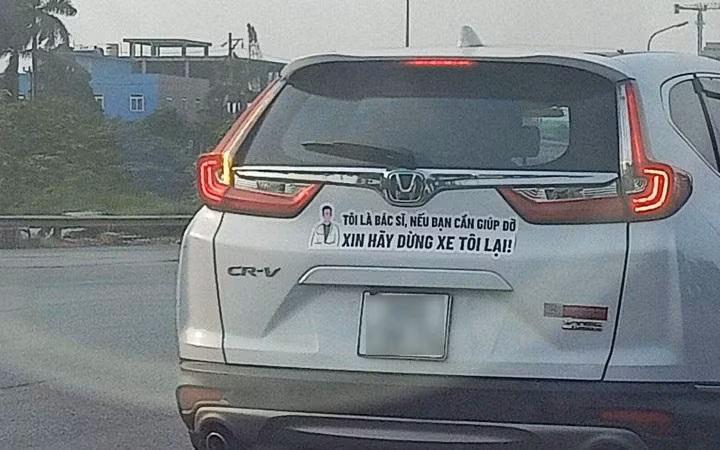 TÔI LÀ BÁC SĨ, NẾU BẠN CẦN GIÚP ĐỠ
XIN HÃY DỪNG XE TÔI LẠI!
CR-V